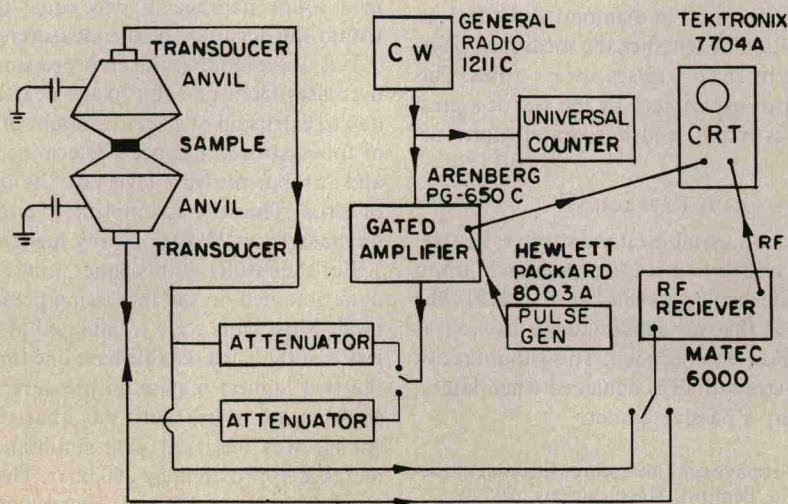 TRANSDUCER
ANVIL
SAMPLE
ANVIL
TRANSDUCER
CW
GENERAL
RADIO
1211C
UNIVERSAL
COUNTER
TEKTRONIX
7704A
CRT
ARENBERG
PG-650C
GATED
AMPLIFIER
HEWLETT
PACKARD
8003A
PULSE
GEN
RF
RF
RECIEVER
MATEC
6000
ATTENUATOR
ATTENUATOR